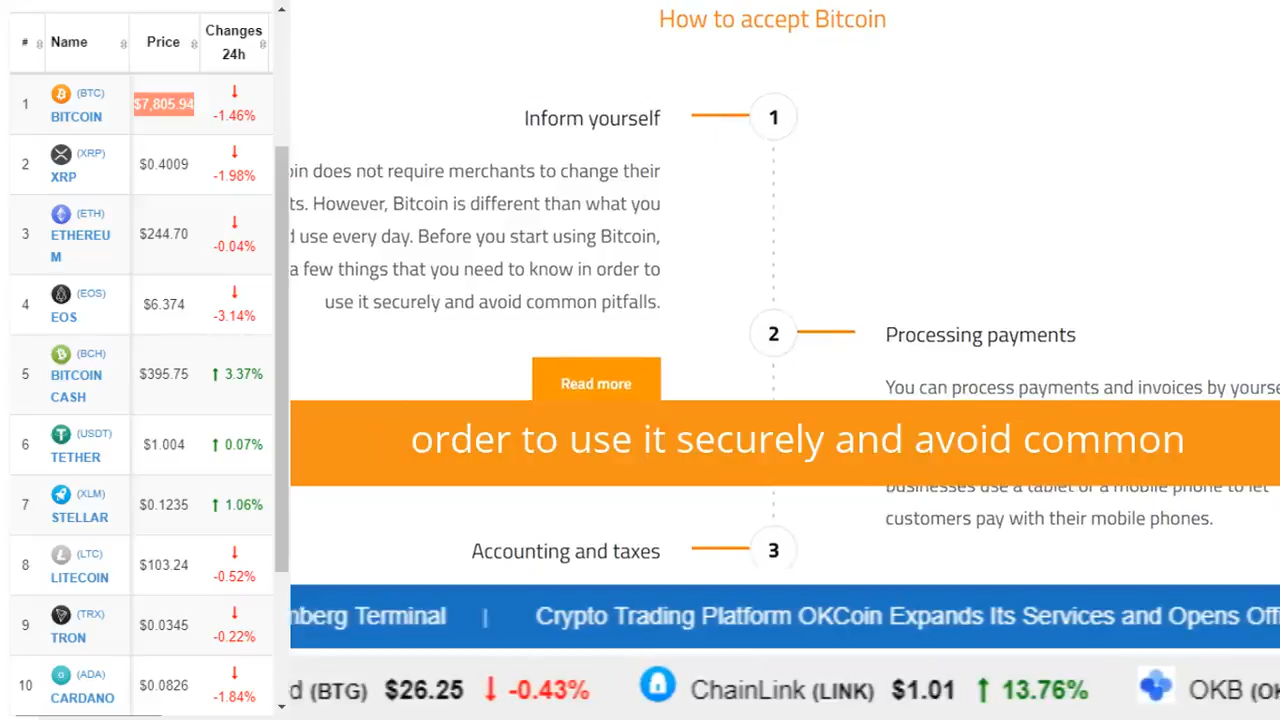 # Name Price Changes
24h
1 (BTC) BITCOIN $7,805.94 -1.46%
2 (XRP) XRP $0.4009 -1.98%
3 (ETH) ETHEREU
M $244.70 -0.04%
4 (EOS) EOS $6.374 -3.14%
5 (BCH) BITCOIN
CASH $395.75 3.37%
6 (USDT) TETHER $1.004 0.07%
7 (XLM) STELLAR $0.1235 1.06%
8 (LTC) LITECOIN $103.24 -0.52%
9 (TRX) TRON $0.0345 -0.22%
10 (ADA) CARDANO $0.0826 -1.84%
How to accept Bitcoin
Inform yourself 1
does not require merchants to change their
However, Bitcoin is different than what you
use every day. Before you start using Bitcoin,
a few things that you need to know in order to
use it securely and avoid common pitfalls.
Read more
2 Processing payments
You can process payments and invoices by
order to use it securely and avoid common
businesses use a tablet or a mobile phone to let
customers pay with their mobile phones.
Accounting and taxes 3
Terminal | Crypto Trading Platform OKCoin Expands Its Services and Opens
(BTG) $26.25 -0.43% ChainLink (LINK) $1.01 13.76% OKB